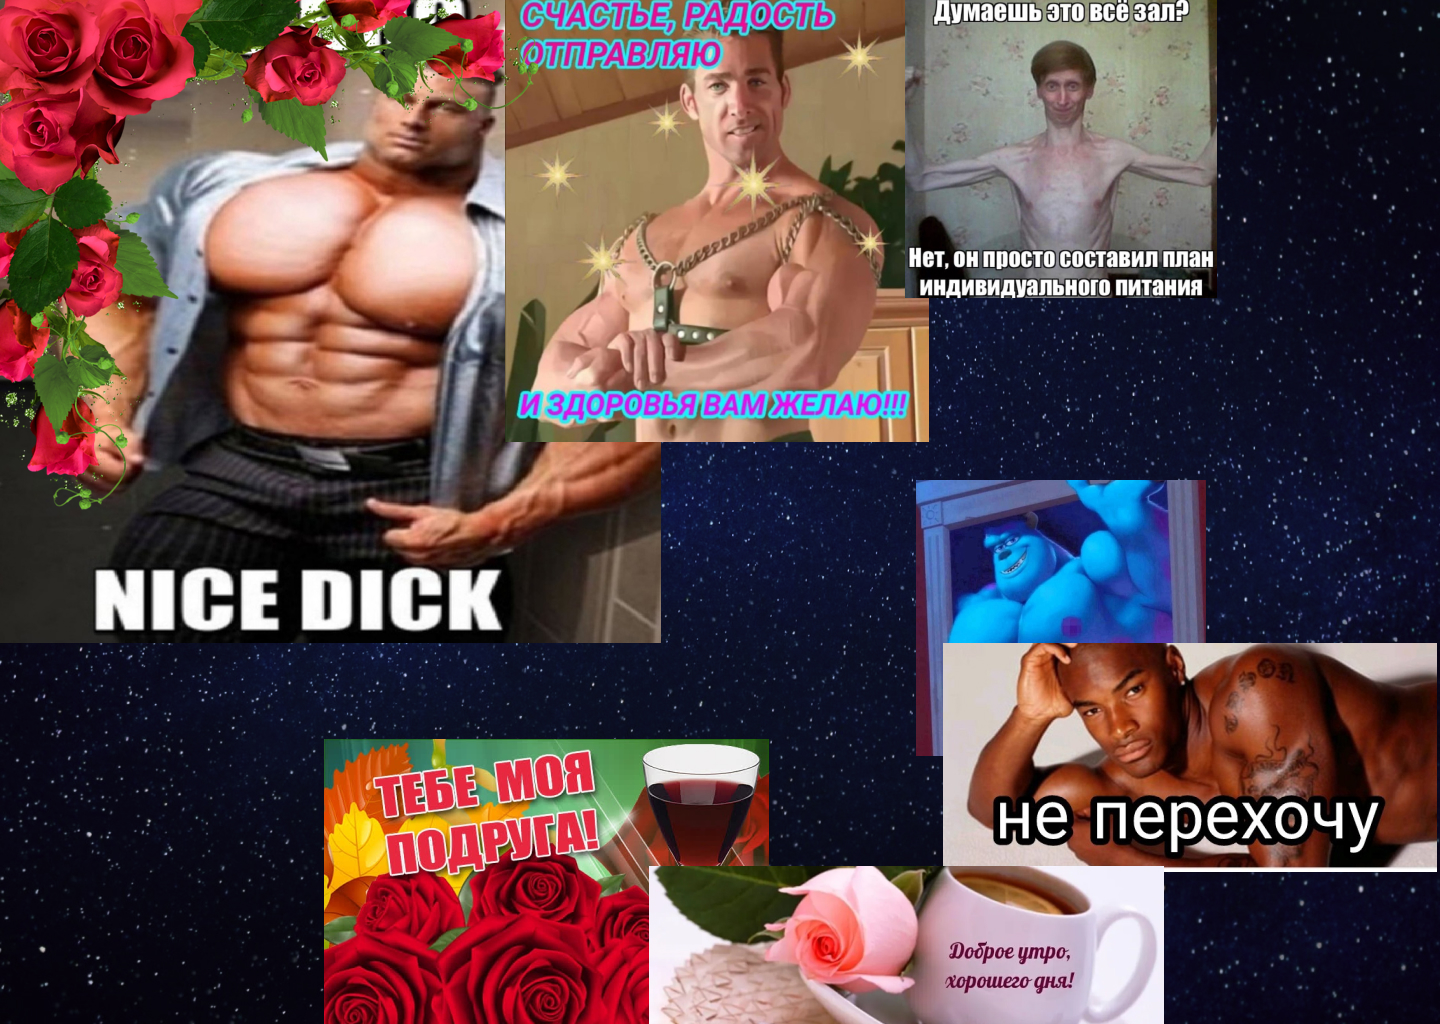 СЧАСТЬЕ, РАДОСТЬ
ОТПРАВЛЯЮ
И ЗДОРОВЬЯ ВАМ ЖЕЛАЮ!!!
Думаешь это всё зал?
Нет, он просто составил план
индивидуального питания
NICE DICK
не перехочу
ТЕБЕ МОЯ
ПОДРУГА!
Доброе утро,
хорошего дня!